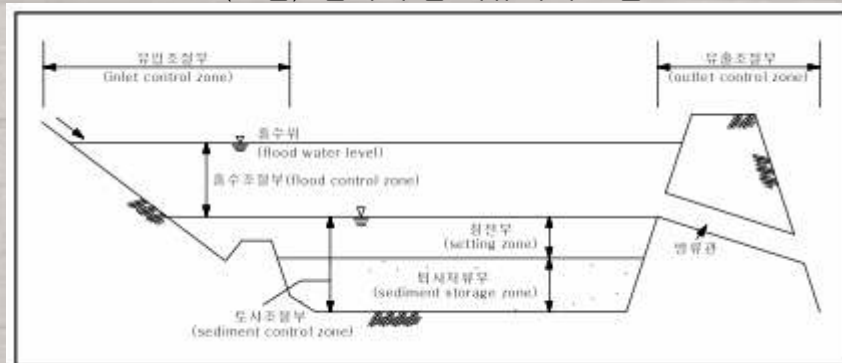 유입조절부
(inlet control zone)
유출조절부
(outlet control zone)
홍수위
(flood water level)
홍수조절부(flood control zone)
침전부
(setting zone)
방류관
퇴사저류부
(sediment storage zone)
토사조절부
(sediment control zone)